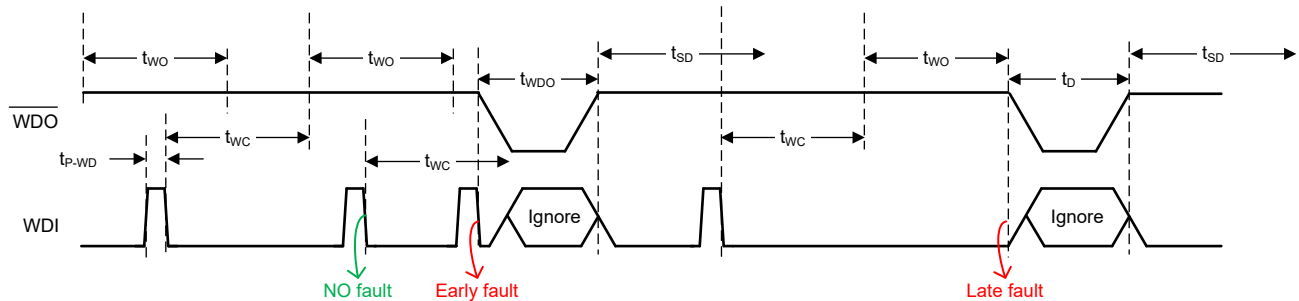 tWO
tWO
tWDO
tSD
tWO
tD
tSD
WDO
tWC
tWC
tWC
tP-WD
WDI
Ignore
Ignore
NO fault
Early fault
Late fault